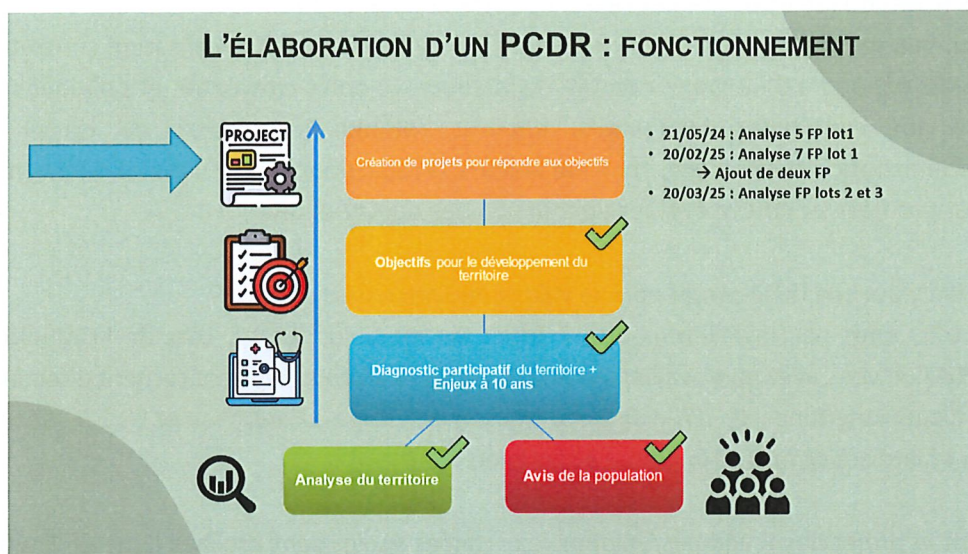 L'ÉLABORATION D'UN PCDR : FONCTIONNEMENT
PROJECT
Création de projets pour répondre aux objectifs
• 21/05/24 : Analyse 5 FP lot1
• 20/02/25 : Analyse 7 FP lot 1
→ Ajout de deux FP
• 20/03/25 : Analyse FP lots 2 et 3
Objectifs pour le développement du
territoire
Diagnostic participatif du territoire +
Enjeux à 10 ans
Analyse du territoire
Avis de la population